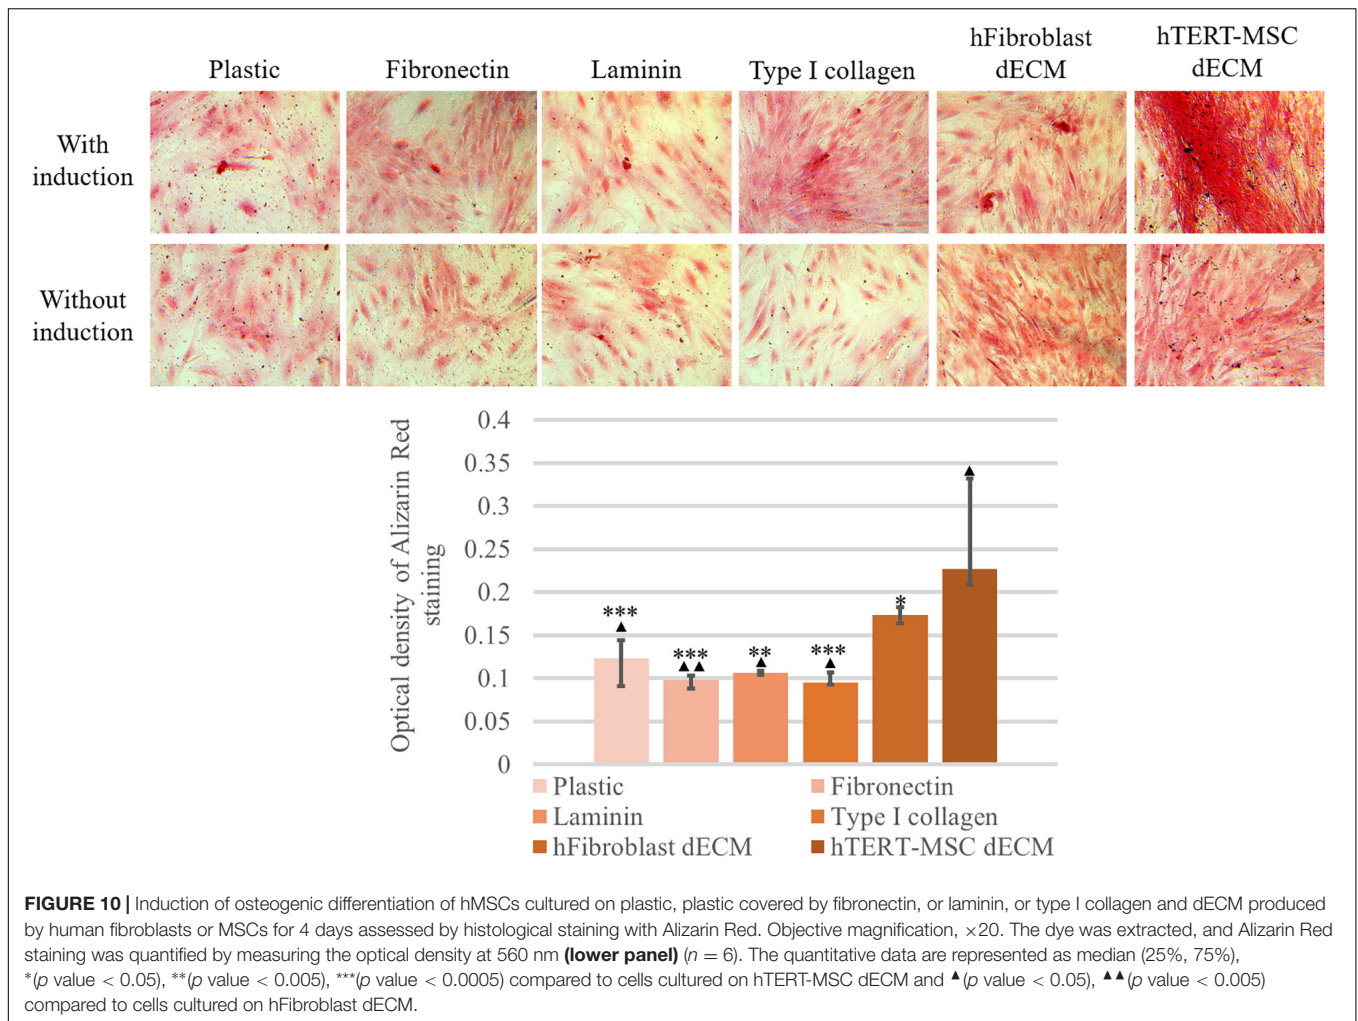 Plastic
Fibronectin
Laminin
Type I collagen
hFibroblast
dECM
hTERT-MSC
dECM
With
induction
Without
induction
Optical density of Alizarin Red
staining
0.4
0.35
0.3
0.25
0.2
0.15
0.1
0.05
0
***
▲
***
▲▲
**
▲
***
▲
*
▲
Plastic
Fibronectin
Laminin
Type I collagen
hFibroblast dECM
hTERT-MSC dECM
FIGURE 10 | Induction of osteogenic differentiation of hMSCs cultured on plastic, plastic covered by fibronectin, or laminin, or type I collagen and dECM produced
by human fibroblasts or MSCs for 4 days assessed by histological staining with Alizarin Red. Objective magnification, ×20. The dye was extracted, and Alizarin Red
staining was quantified by measuring the optical density at 560 nm (lower panel) (n = 6). The quantitative data are represented as median (25%, 75%),
*(p value < 0.05), **(p value < 0.005), ***(p value < 0.0005) compared to cells cultured on hTERT-MSC dECM and ▲(p value < 0.05), ▲▲(p value < 0.005)
compared to cells cultured on hFibroblast dECM.